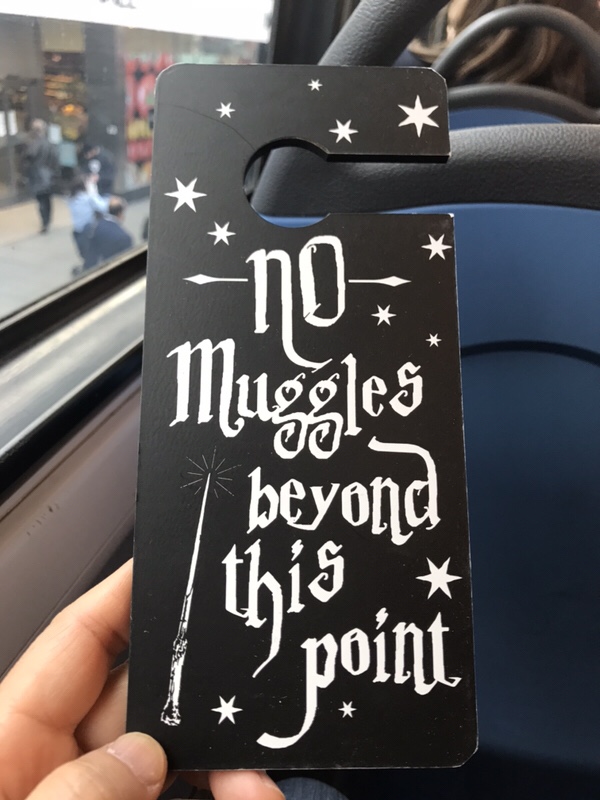 no
Muggles
beyond
this
point